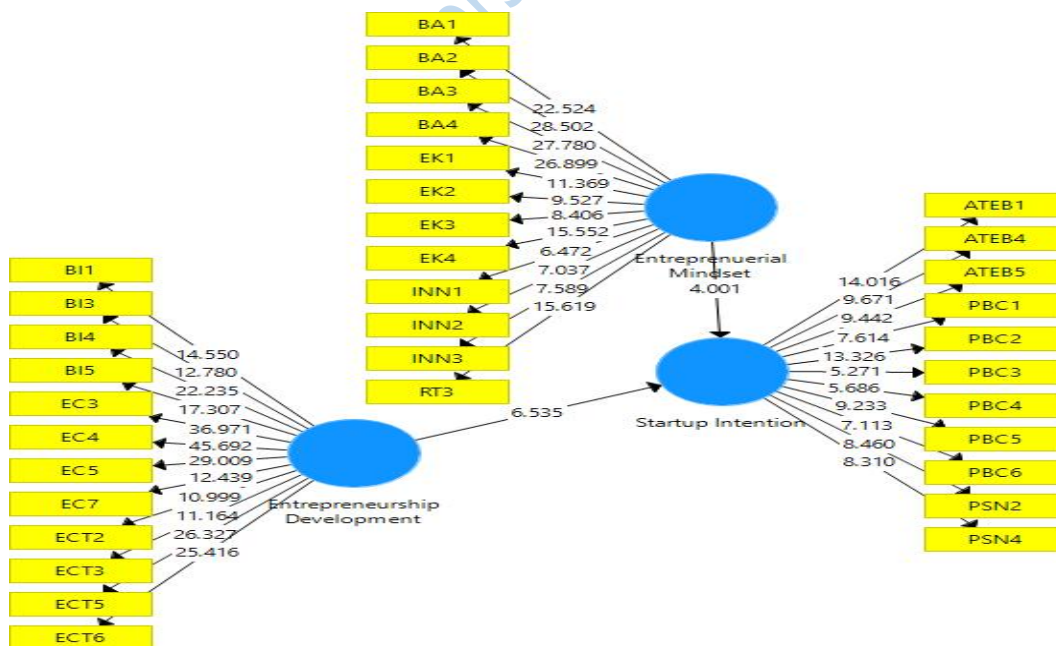 BA1
BA2
BA3
BA4
EK1
EK2
EK3
EK4
INN1
INN2
INN3
RT3
22.524
28.502
27.780
26.899
11.369
9.527
8.406
15.552
6.472
7.037
7.589
15.619
Entreprenuerial
Mindset
4.001
BI1
BI3
BI4
BI5
EC3
EC4
EC5
EC7
ECT2
ECT3
ECT5
ECT6
14.550
12.780
22.235
17.307
36.971
45.692
29.009
12.439
10.999
11.164
26.327
25.416
Entrepreneurship
Development
6.535
Startup Intention
14.016
9.671
9.442
7.614
13.326
5.271
5.686
9.233
7.113
8.460
8.310
ATEB1
ATEB4
ATEB5
PBC1
PBC2
PBC3
PBC4
PBC5
PBC6
PSN2
PSN4